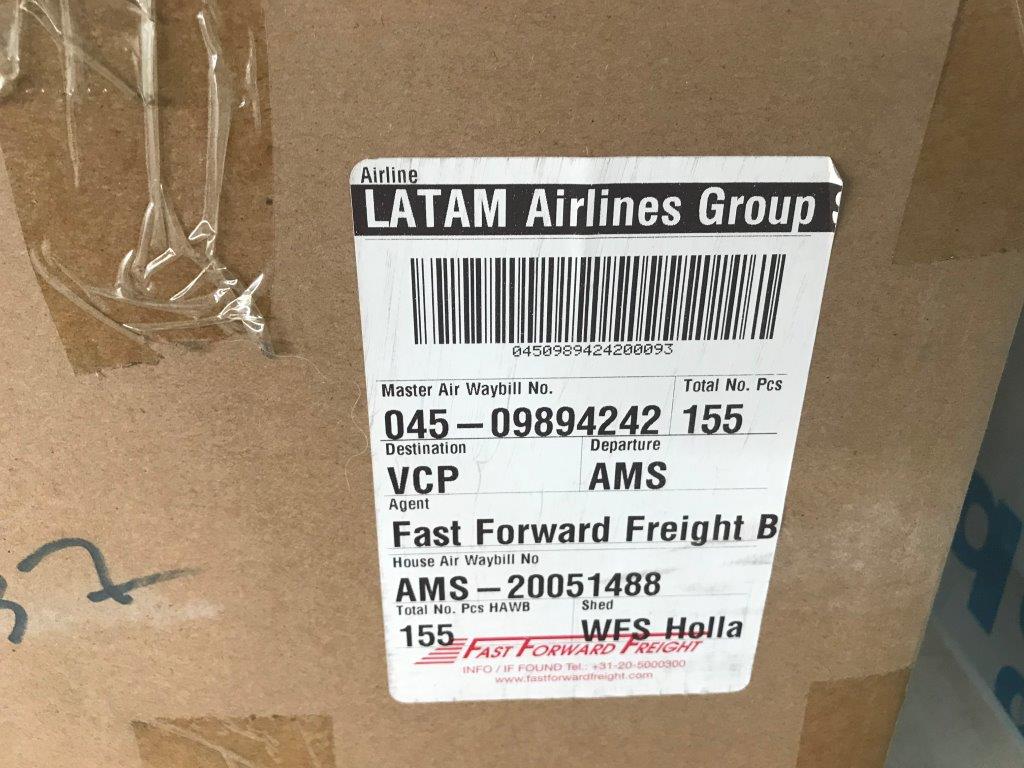 Airline
LATAM Airlines Group
0450989424200093
Master Air Waybill No. Total No. Pcs
045-09894242 155
Destination Departure
VCP AMS
Agent
Fast Forward Freight B
House Air Waybill No
AMS-20051488
Total No. Pcs HAWB Shed
155 WFS Holla
FAST FORWARD FREIGHT
INFO / IF FOUND Tel.: +31-20-5000300
www.fastforwardfreight.com
37